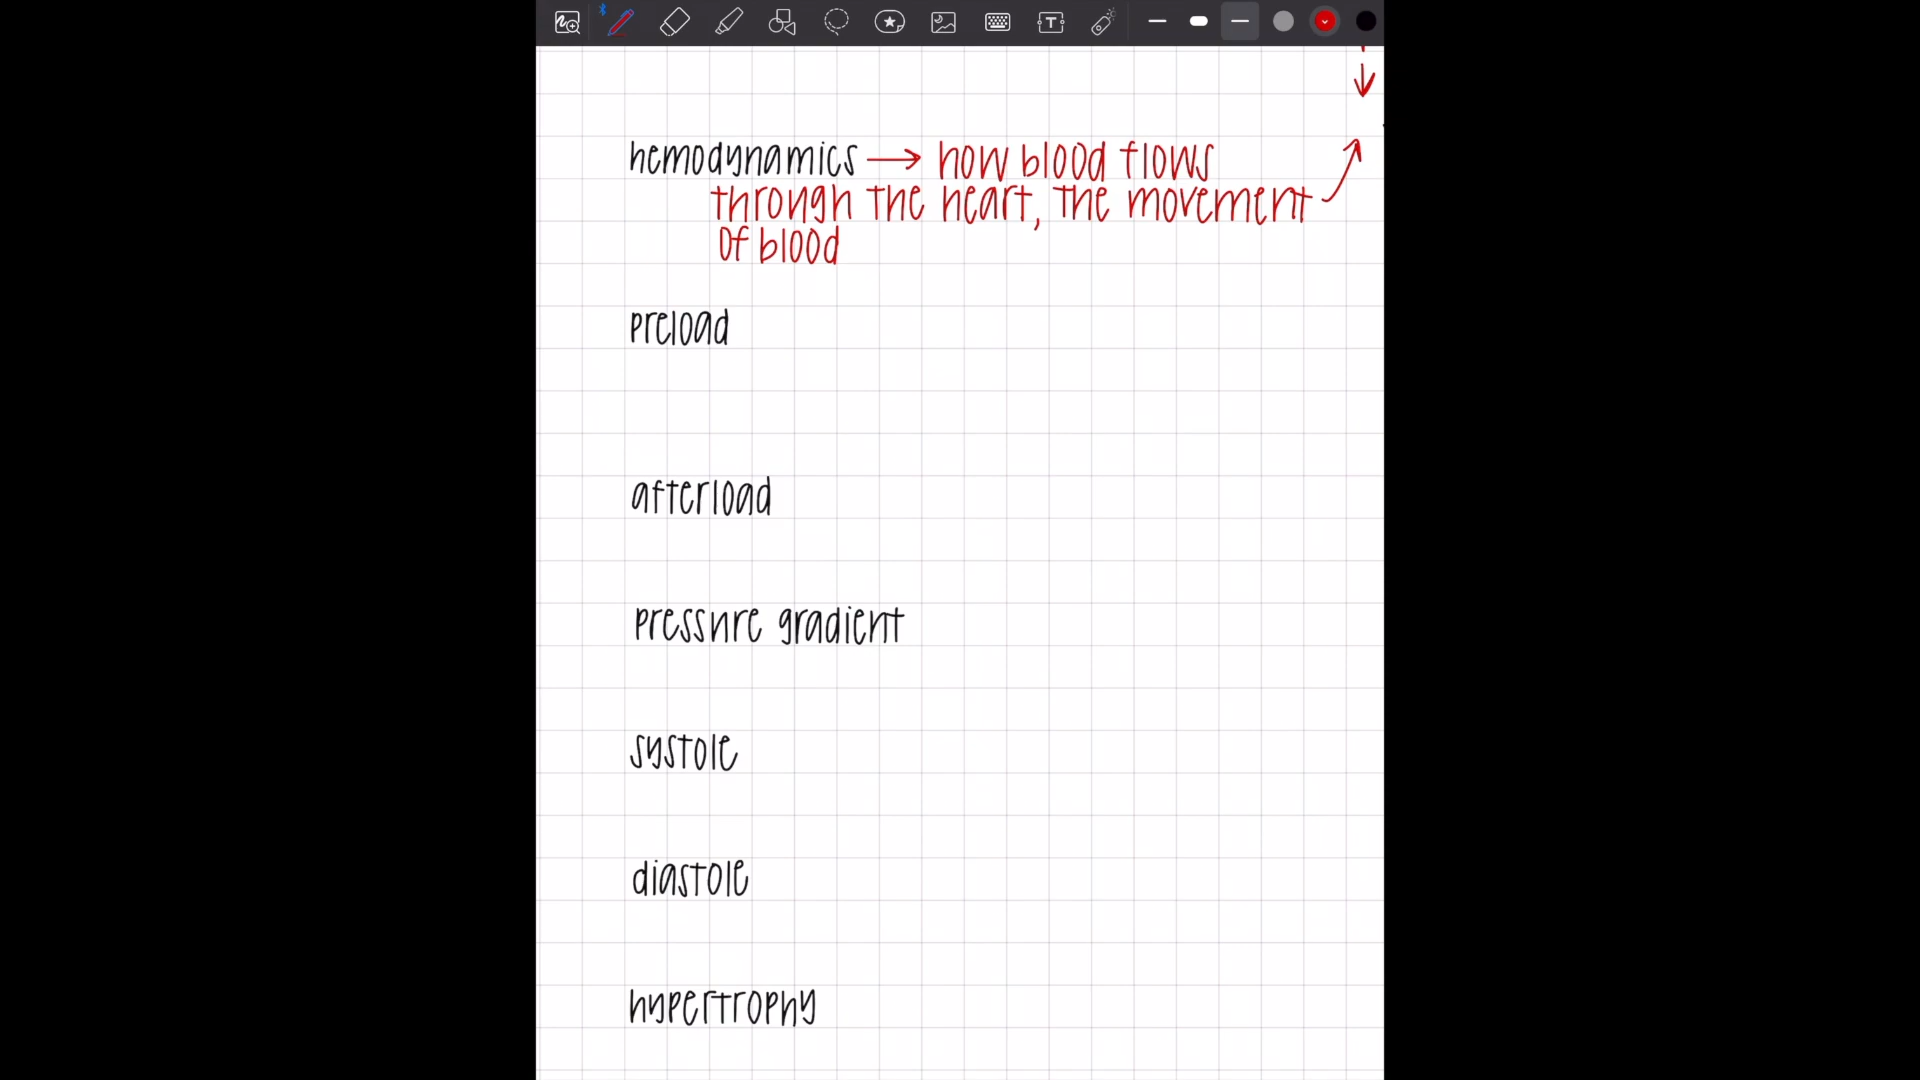 hemodynamics → how blood flows
through the heart, the movement
of blood
preload
afterload
pressure gradient
systole
diastole
hypertrophy